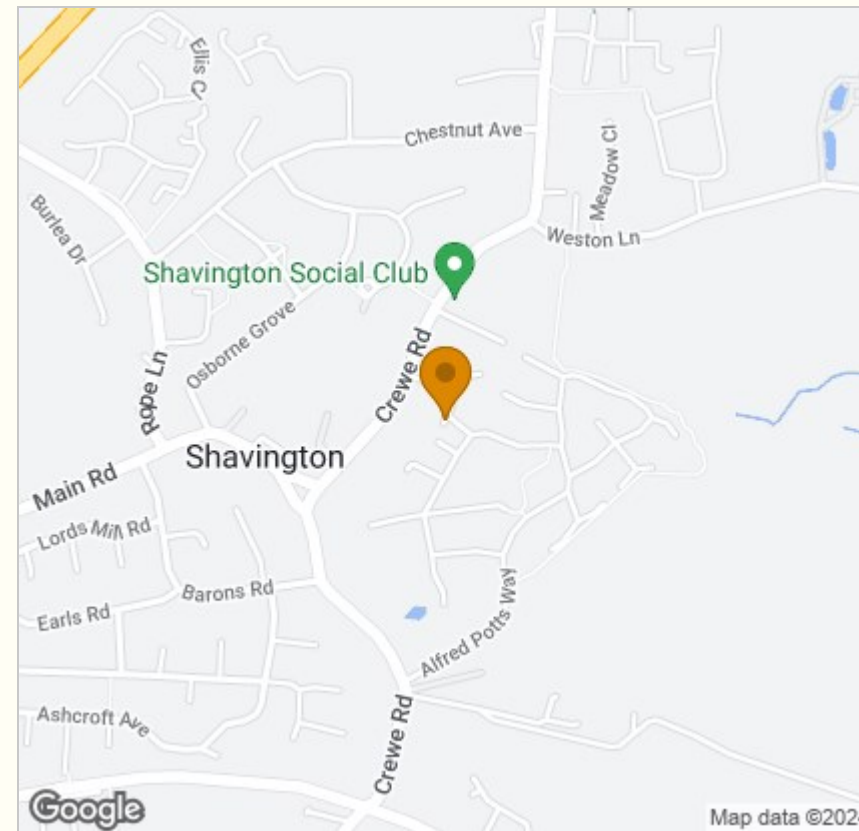 Ellis Cl
Chestnut Ave
Meadow Cl
Burlea Dr
Weston Ln
Shavington Social Club
Osborne Grove
Crewe Rd
Rope Ln
Shavington
Main Rd
Lords Mill Rd
Barons Rd
Earls Rd
Alfred Potts Way
Ashcroft Ave
Crewe Rd
Google
Map data ©202